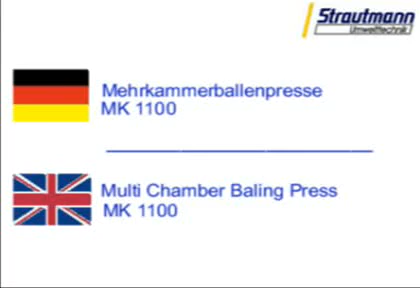 Strautmann
Umwelttechnik
Mehrkammerballenpresse
MK 1100
Multi Chamber Baling Press
MK 1100